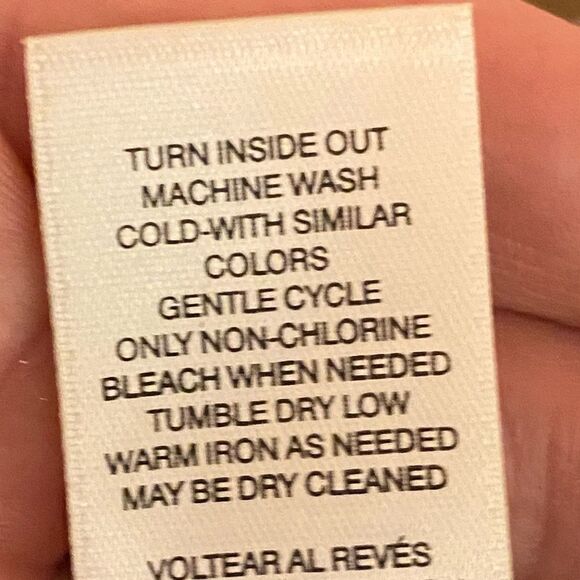 TURN INSIDE OUT
MACHINE WASH
COLD-WITH SIMILAR
COLORS
GENTLE CYCLE
ONLY NON-CHLORINE
BLEACH WHEN NEEDED
TUMBLE DRY LOW
WARM IRON AS NEEDED
MAY BE DRY CLEANED
VOLTEAR AL REVÉS